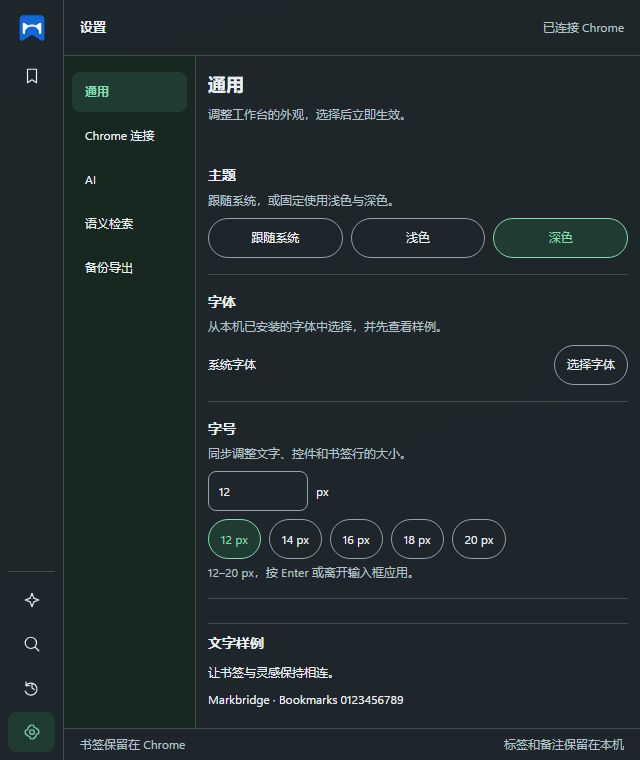 设置
已连接 Chrome
通用
Chrome 连接
AI
语义检索
备份导出
通用
调整工作台的外观，选择后立即生效。
主题
跟随系统，或固定使用浅色与深色。
跟随系统
浅色
深色
字体
从本机已安装的字体中选择，并先查看样例。
系统字体
选择字体
字号
同步调整文字、控件和书签行的大小。
12
px
12 px
14 px
16 px
18 px
20 px
12–20 px，按 Enter 或离开输入框应用。
文字样例
让书签与灵感保持相连。
Markbridge · Bookmarks 0123456789
书签保留在 Chrome
标签和备注保留在本机